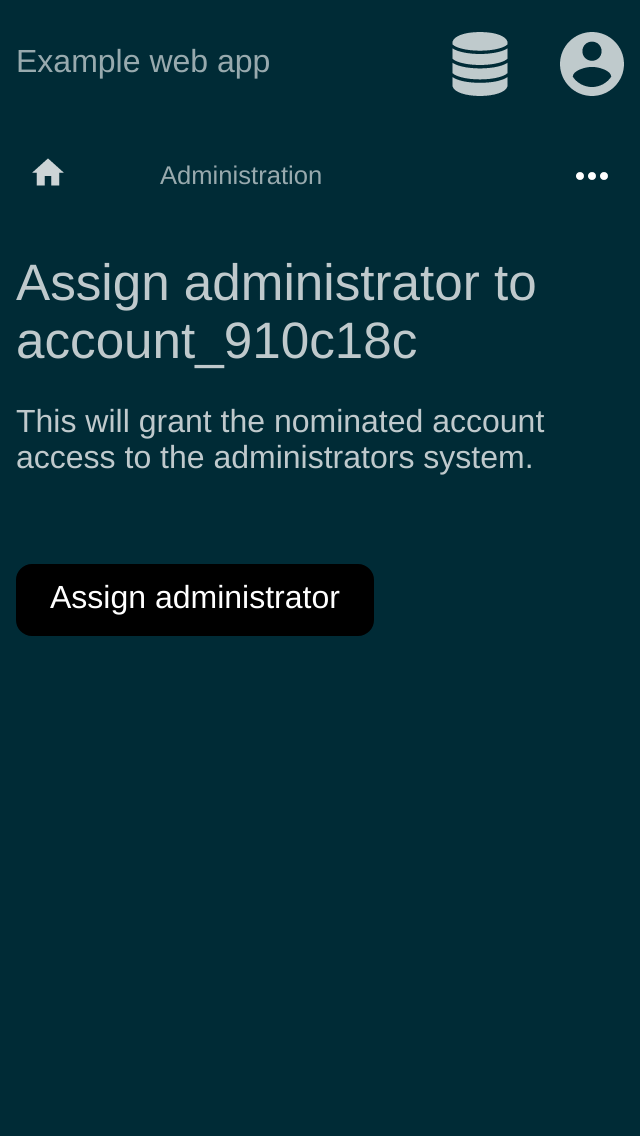 Example web app
Administration
Assign administrator to
account_910c18c
This will grant the nominated account
access to the administrators system.
Assign administrator